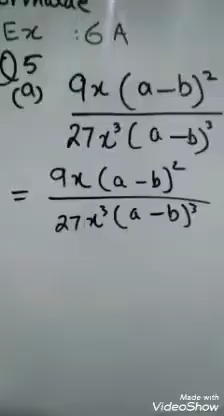 Ex : 6 A
Q5
(a) 9x(a-b)²
27x³(a-b)³
= 9x(a-b)²
27x³(a-b)³
Made with
VideoShow